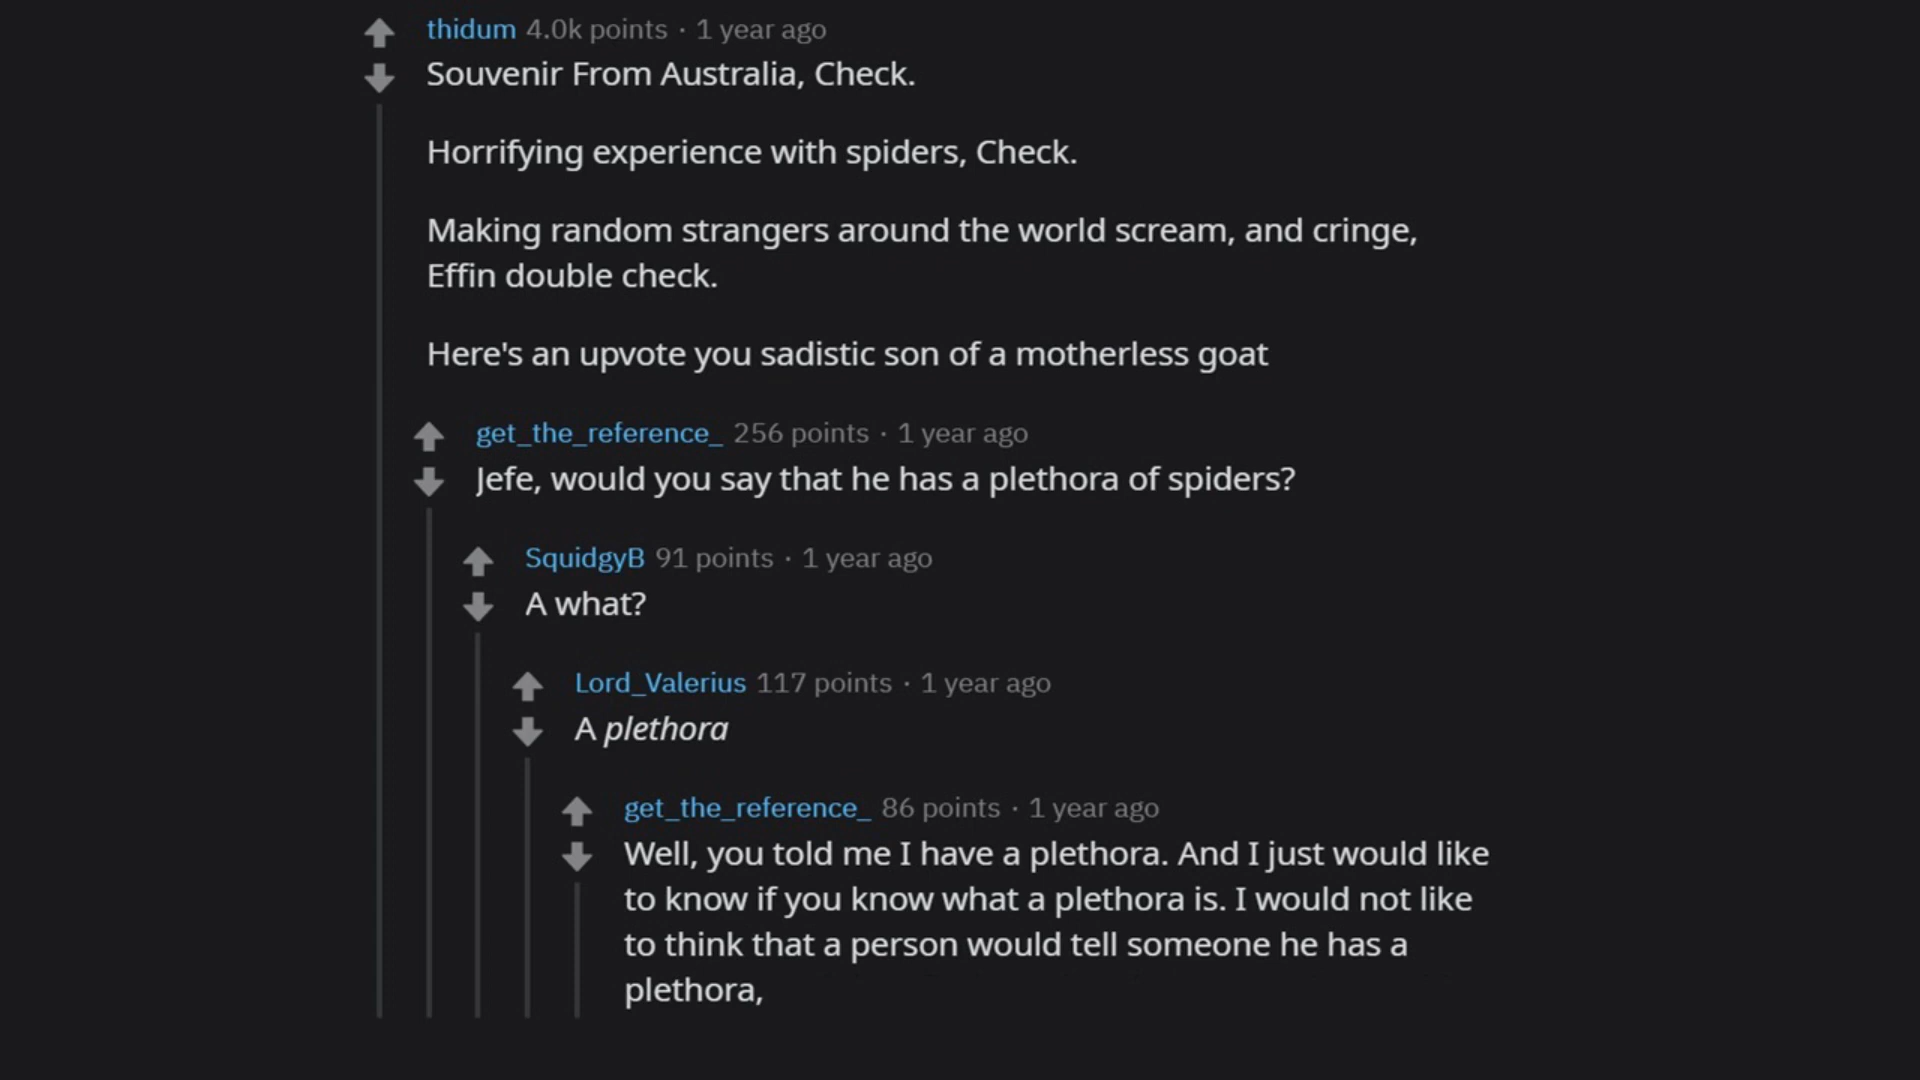 thidum 4.0k points · 1 year ago
Souvenir From Australia, Check.
Horrifying experience with spiders, Check.
Making random strangers around the world scream, and cringe,
Effin double check.
Here's an upvote you sadistic son of a motherless goat
get_the_reference_ 256 points · 1 year ago
Jefe, would you say that he has a plethora of spiders?
SquidgyB 91 points · 1 year ago
A what?
Lord_Valerius 117 points · 1 year ago
A plethora
get_the_reference_ 86 points · 1 year ago
Well, you told me I have a plethora. And I just would like
to know if you know what a plethora is. I would not like
to think that a person would tell someone he has a
plethora,